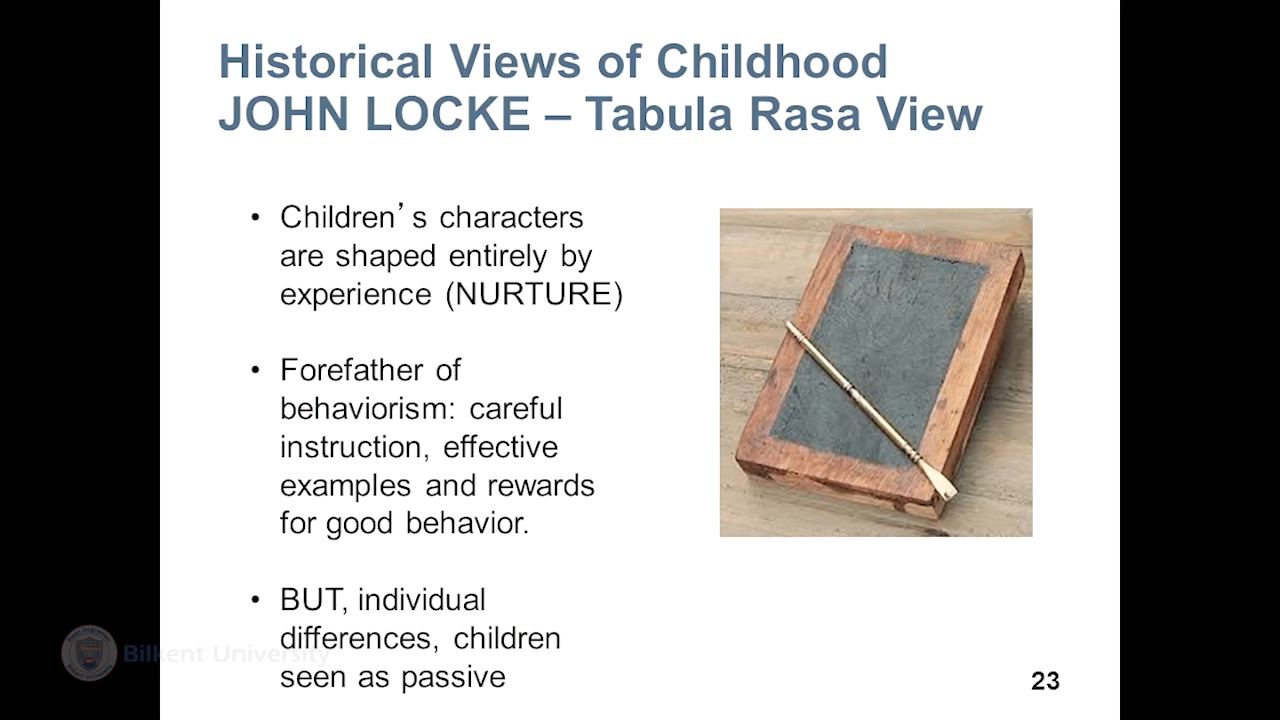 Historical Views of Childhood
JOHN LOCKE – Tabula Rasa View
• Children’s characters
are shaped entirely by
experience (NURTURE)
• Forefather of
behaviorism: careful
instruction, effective
examples and rewards
for good behavior.
• BUT, individual
differences, children
seen as passive
Bilkent University
23